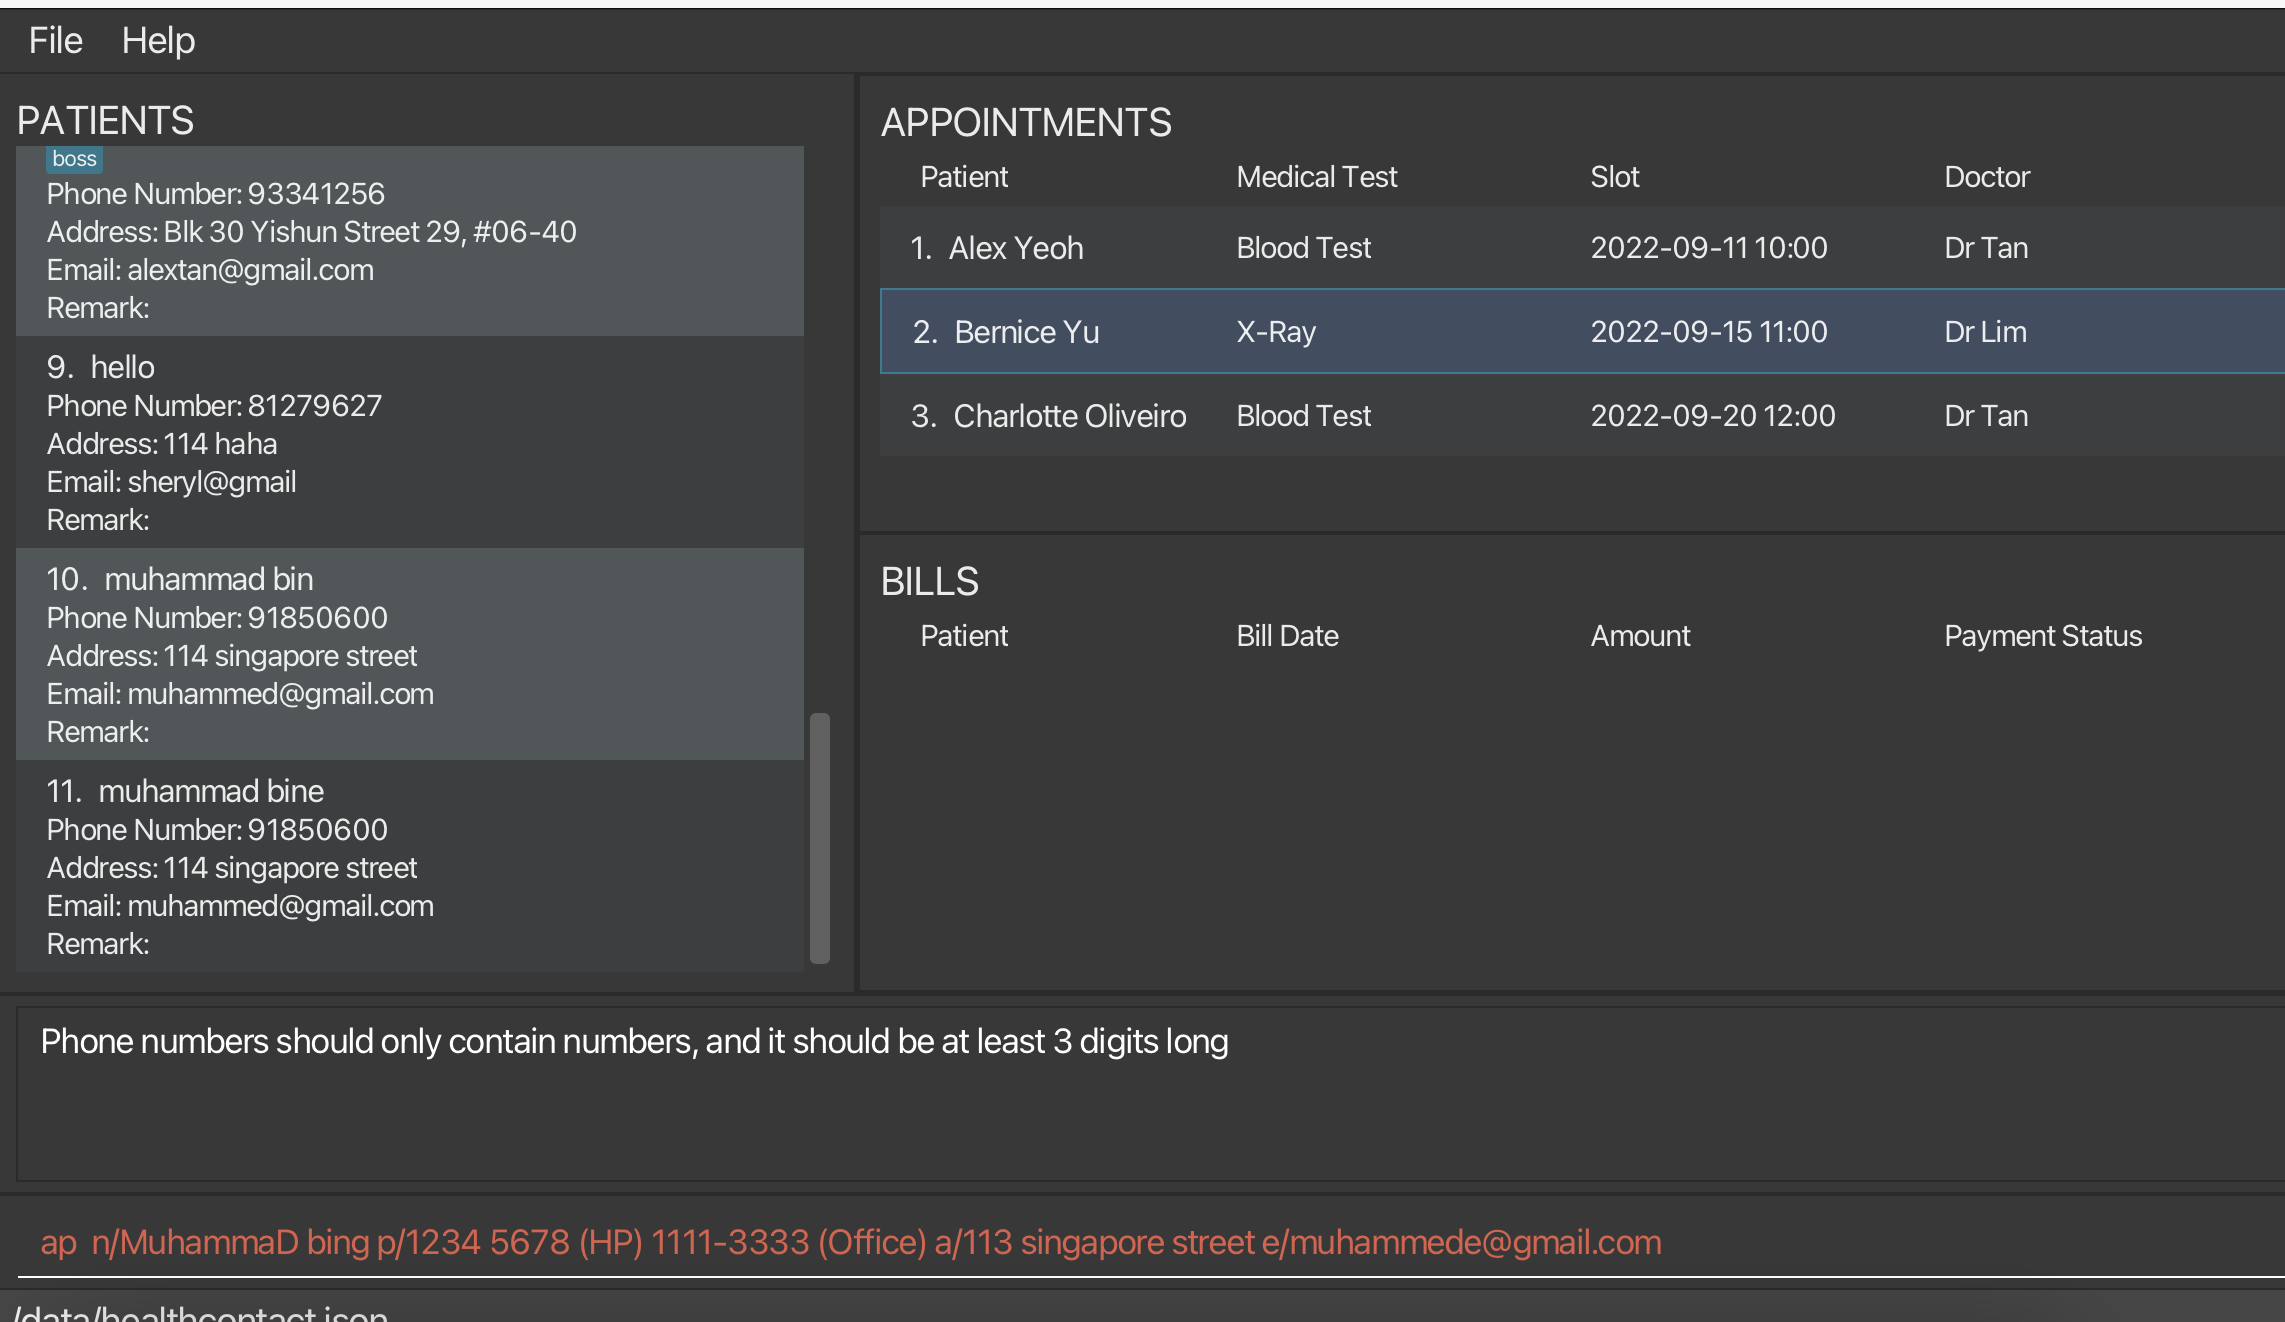 File Help
PATIENTS
boss
Phone Number: 93341256
Address: Blk 30 Yishun Street 29, #06-40
Email: alextan@gmail.com
Remark:
9. hello
Phone Number: 81279627
Address: 114 haha
Email: sheryl@gmail
Remark:
10. muhammad bin
Phone Number: 91850600
Address: 114 singapore street
Email: muhammed@gmail.com
Remark:
11. muhammad bine
Phone Number: 91850600
Address: 114 singapore street
Email: muhammed@gmail.com
Remark:
APPOINTMENTS
Patient Medical Test Slot Doctor
1. Alex Yeoh Blood Test 2022-09-11 10:00 Dr Tan
2. Bernice Yu X-Ray 2022-09-15 11:00 Dr Lim
3. Charlotte Oliveiro Blood Test 2022-09-20 12:00 Dr Tan
BILLS
Patient Bill Date Amount Payment Status
Phone numbers should only contain numbers, and it should be at least 3 digits long
ap  n/MuhammaD bing p/1234 5678 (HP) 1111-3333 (Office) a/113 singapore street e/muhammede@gmail.com
/data/healthcontact.json